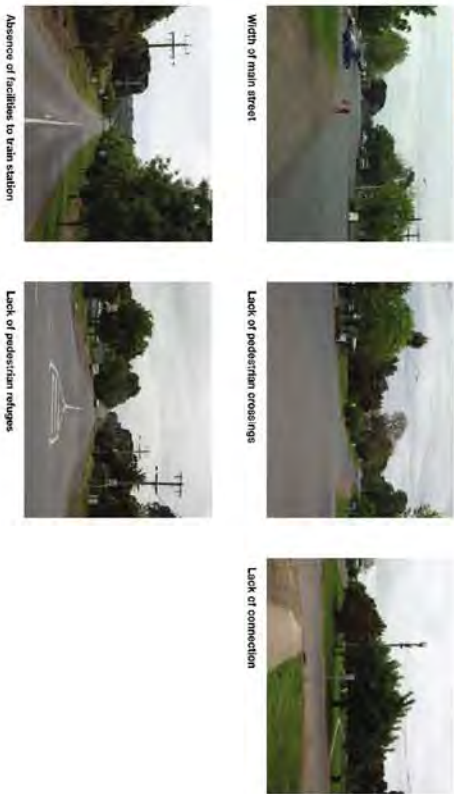 Width of main street
Lack of pedestrian crossings
Lack of connection
Absence of facilities to train station
Lack of pedestrian refuges